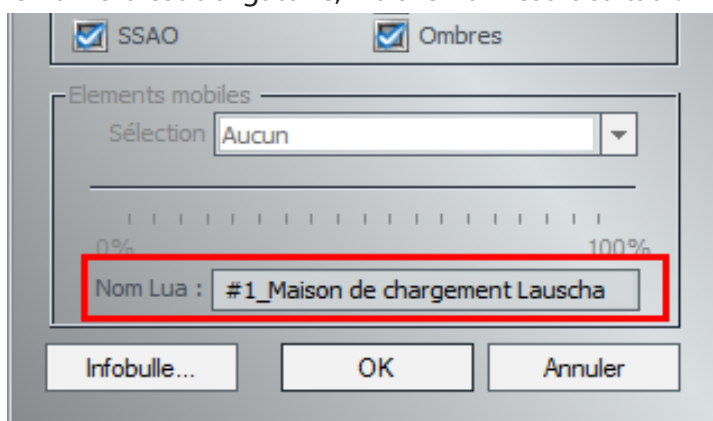 SSAO Ombres
Elements mobiles
Sélection Aucun
0% 100%
Nom Lua : #1_Maison de chargement Lauscha
Infobulle... OK Annuler